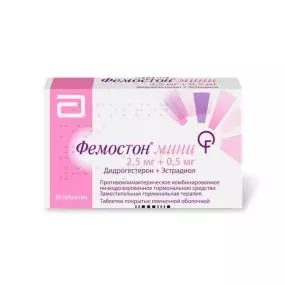 Фемостон® мини
2,5 мг + 0,5 мг
Дидрогестерон + Эстрадиол
Противоклимактерическое комбинированное
низкодозированное гормональное средство
Заместительная гормональная терапия
Таблетки покрытые пленочной оболочкой
таблеток